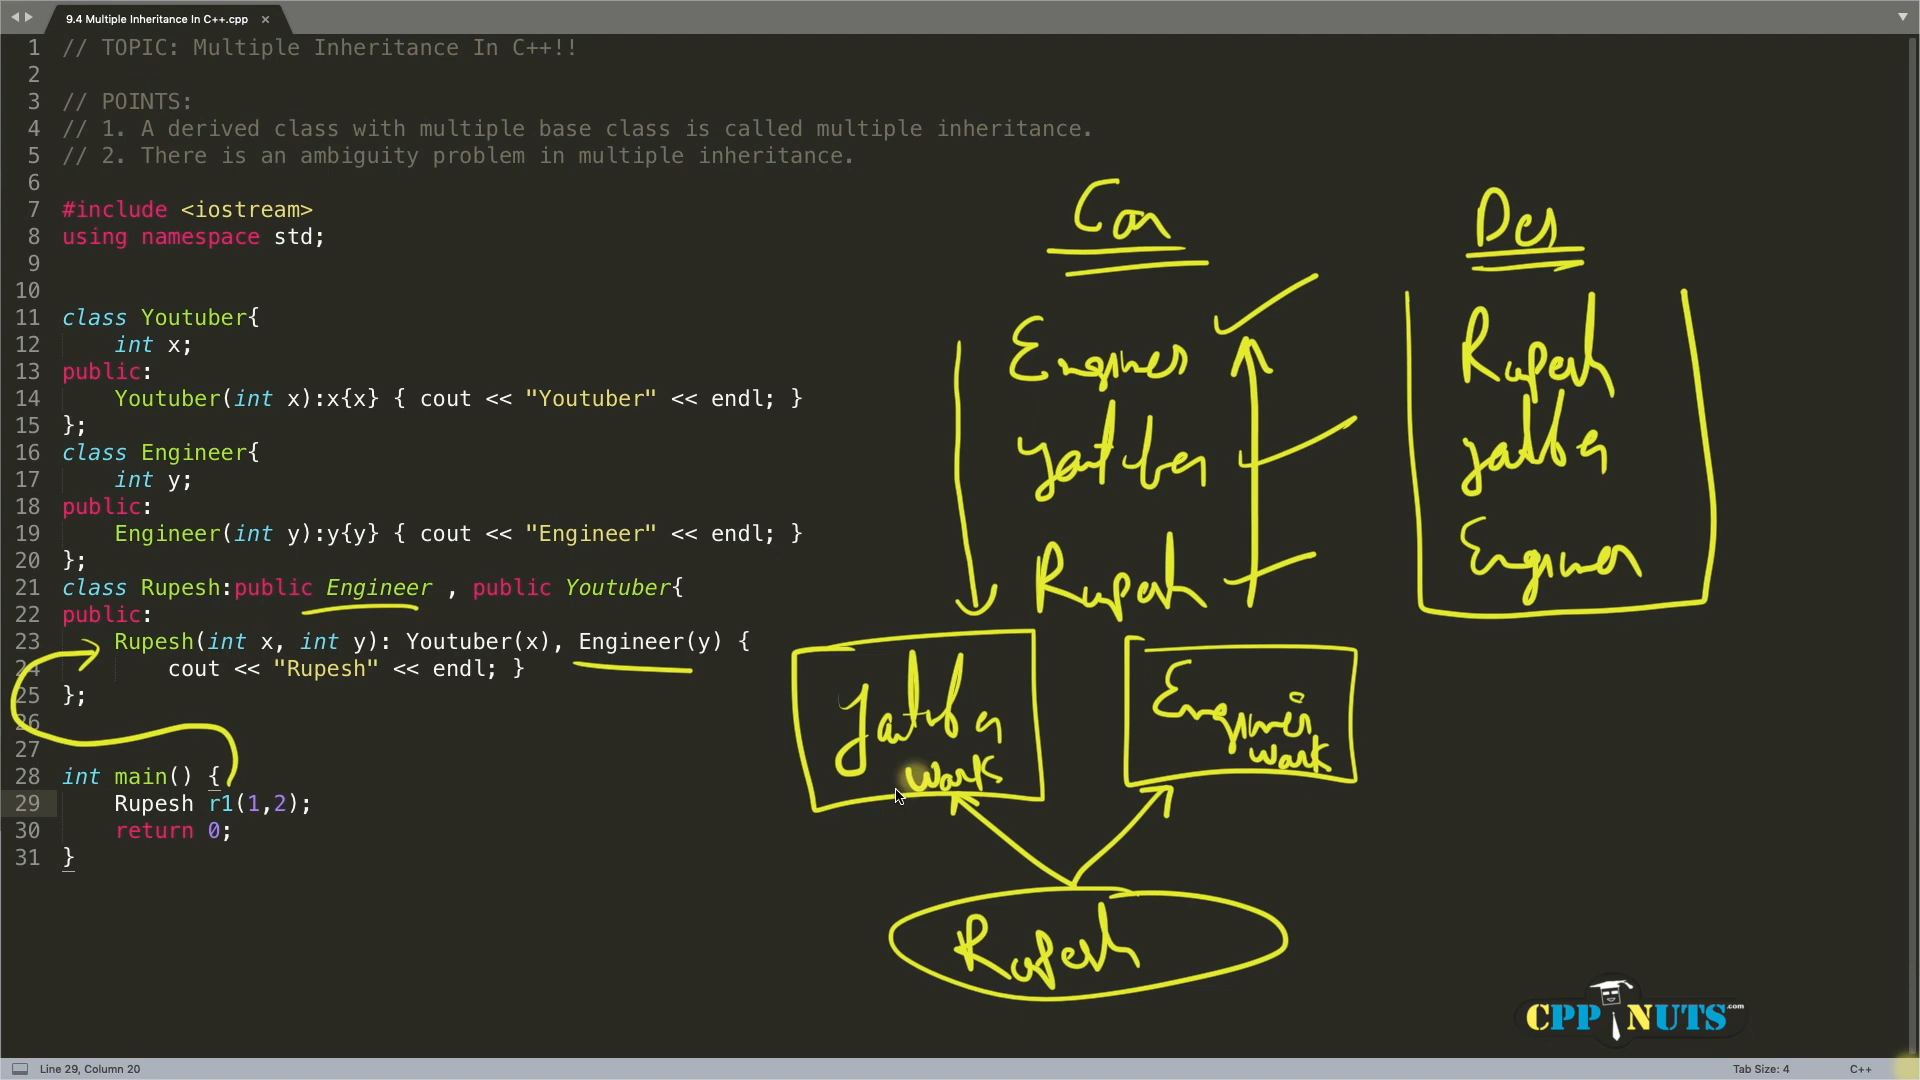 9.4 Multiple Inheritance In C++.cpp ×
1 // TOPIC: Multiple Inheritance In C++!!
2
3 // POINTS:
4 // 1. A derived class with multiple base class is called multiple inheritance.
5 // 2. There is an ambiguity problem in multiple inheritance.
6
7 #include <iostream>
8 using namespace std;
9
10
11 class Youtuber{
12 int x;
13 public:
14 Youtuber(int x):x{x} { cout << "Youtuber" << endl; }
15 };
16 class Engineer{
17 int y;
18 public:
19 Engineer(int y):y{y} { cout << "Engineer" << endl; }
20 };
21 class Rupesh:public Engineer , public Youtuber{
22 public:
23 Rupesh(int x, int y): Youtuber(x), Engineer(y) {
24 cout << "Rupesh" << endl; }
25 };
26
27
28 int main() {
29 Rupesh r1(1,2);
30 return 0;
31 }
Con
Engineer
Youtuber
Rupesh
Des
Rupesh
Youtuber
Engineer
Youtuber
work
Engineer
work
Rupesh
CPP NUTS.com
Line 29, Column 20
Tab Size: 4
C++